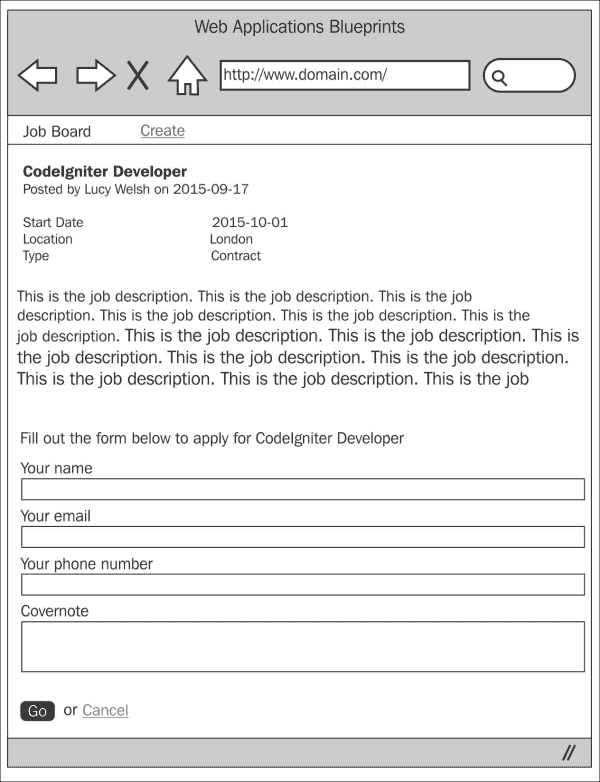 Web Applications Blueprints
http://www.domain.com/
Job Board Create
CodeIgniter Developer
Posted by Lucy Welsh on 2015-09-17
Start Date 2015-10-01
Location London
Type Contract
This is the job description. This is the job description. This is the job
description. This is the job description. This is the job description. This is the
job description. This is the job description. This is the job description. This is
the job description. This is the job description. This is the job description.
This is the job description. This is the job description. This is the job
Fill out the form below to apply for CodeIgniter Developer
Your name
Your email
Your phone number
Covernote
Go or Cancel